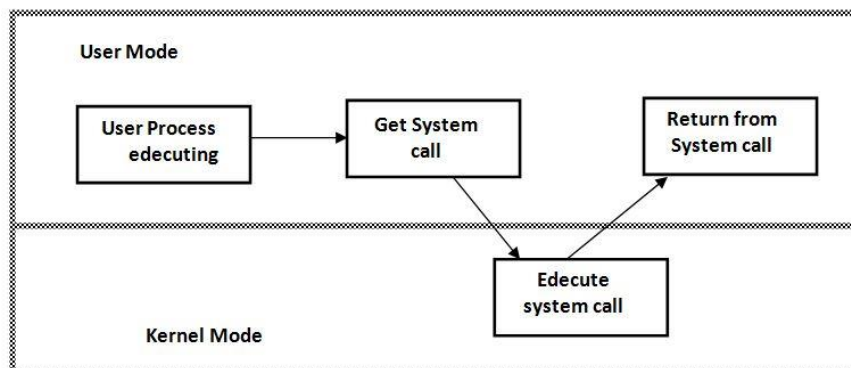 User Mode
User Process
edecuting
Get System
call
Return from
System call
Edecute
system call
Kernel Mode